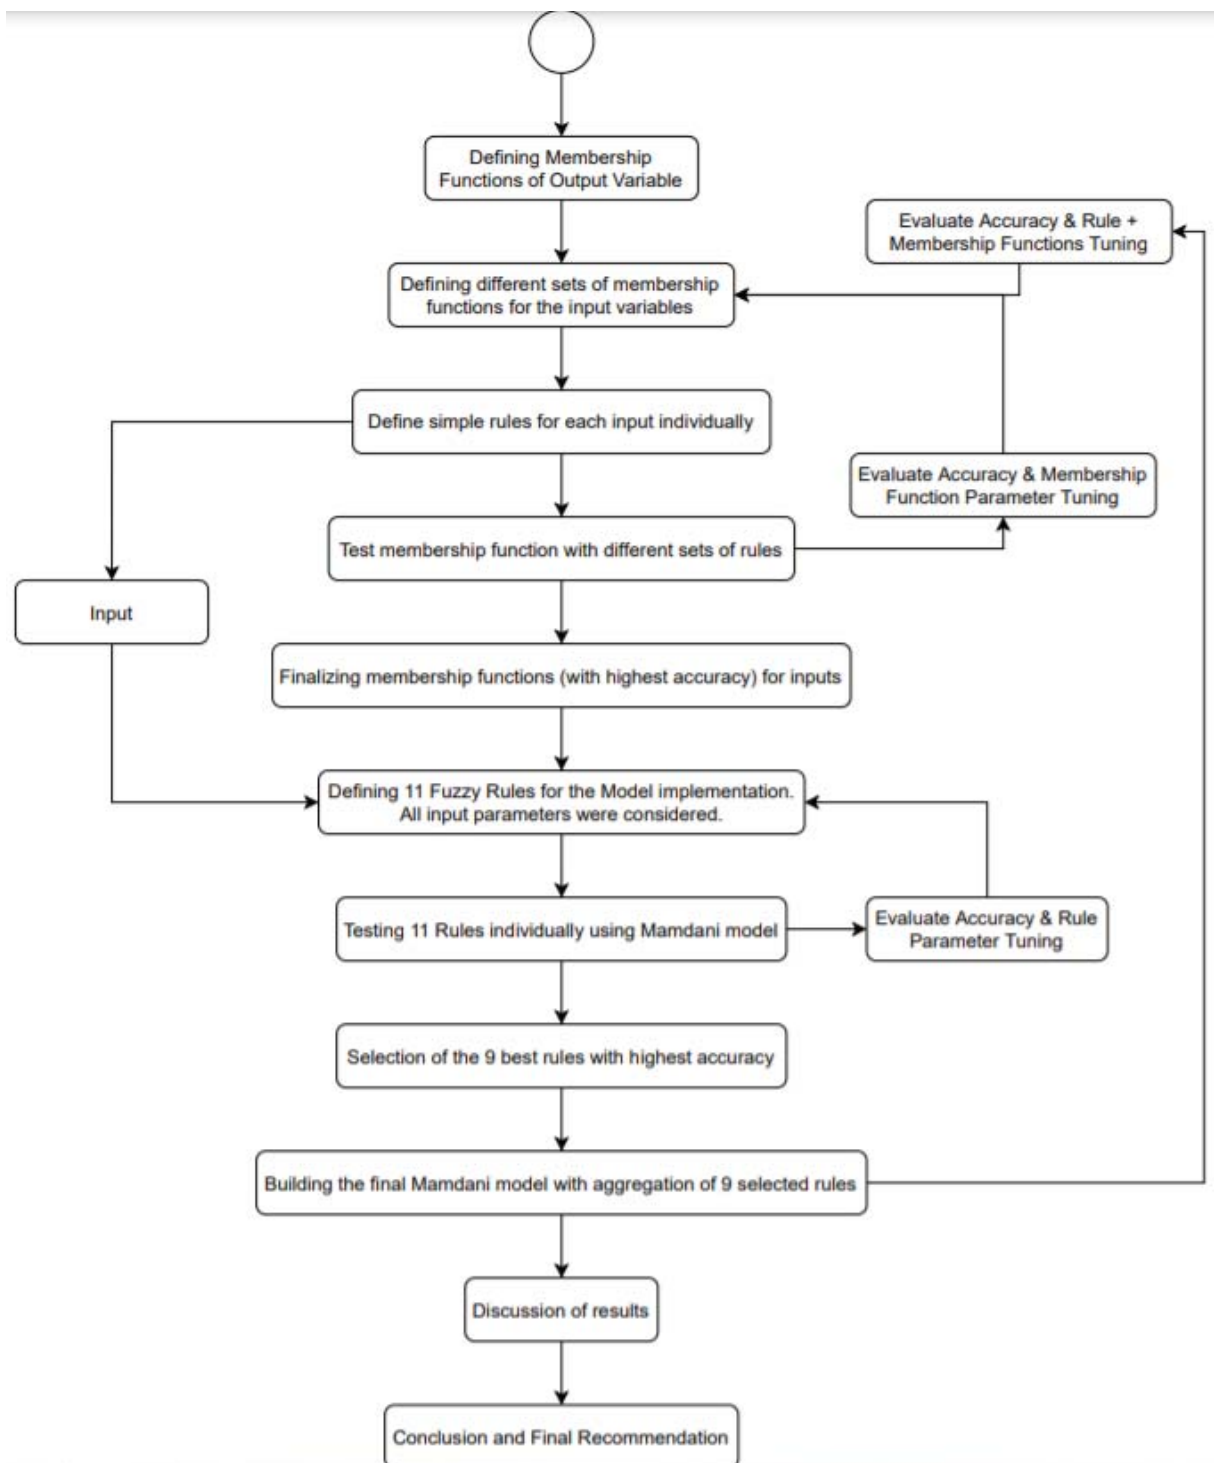 Defining Membership
Functions of Output Variable
Evaluate Accuracy & Rule +
Membership Functions Tuning
Defining different sets of membership
functions for the input variables
Define simple rules for each input individually
Evaluate Accuracy & Membership
Function Parameter Tuning
Test membership function with different sets of rules
Input
Finalizing membership functions (with highest accuracy) for inputs
Defining 11 Fuzzy Rules for the Model implementation.
All input parameters were considered.
Testing 11 Rules individually using Mamdani model
Evaluate Accuracy & Rule
Parameter Tuning
Selection of the 9 best rules with highest accuracy
Building the final Mamdani model with aggregation of 9 selected rules
Discussion of results
Conclusion and Final Recommendation